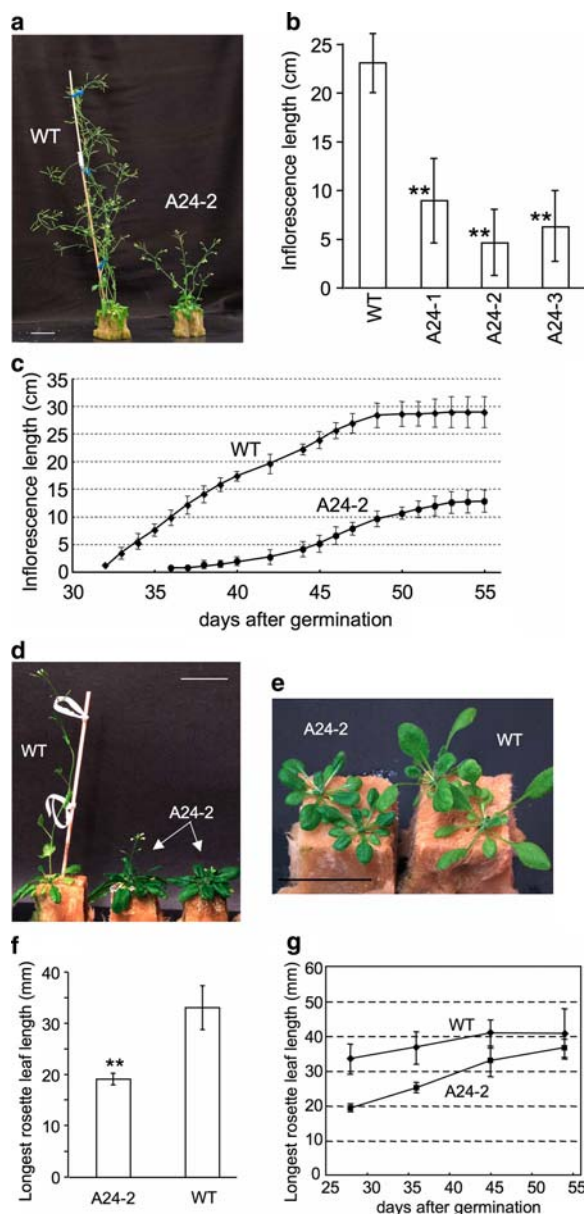 a
WT
A24-2
b
Inflorescence length (cm)
25
20
15
10
5
0
**
**
**
WT
A24-1
A24-2
A24-3
c
Inflorescence length (cm)
35
30
25
20
15
10
5
0
WT
A24-2
30 35 40 45 50 55
days after germination
d
WT
A24-2
e
A24-2
WT
f
Longest rosette leaf length (mm)
40
30
20
10
0
**
A24-2 WT
g
Longest rosette leaf length (mm)
60
50
40
30
20
10
WT
A24-2
25 30 35 40 45 50 55
days after germination